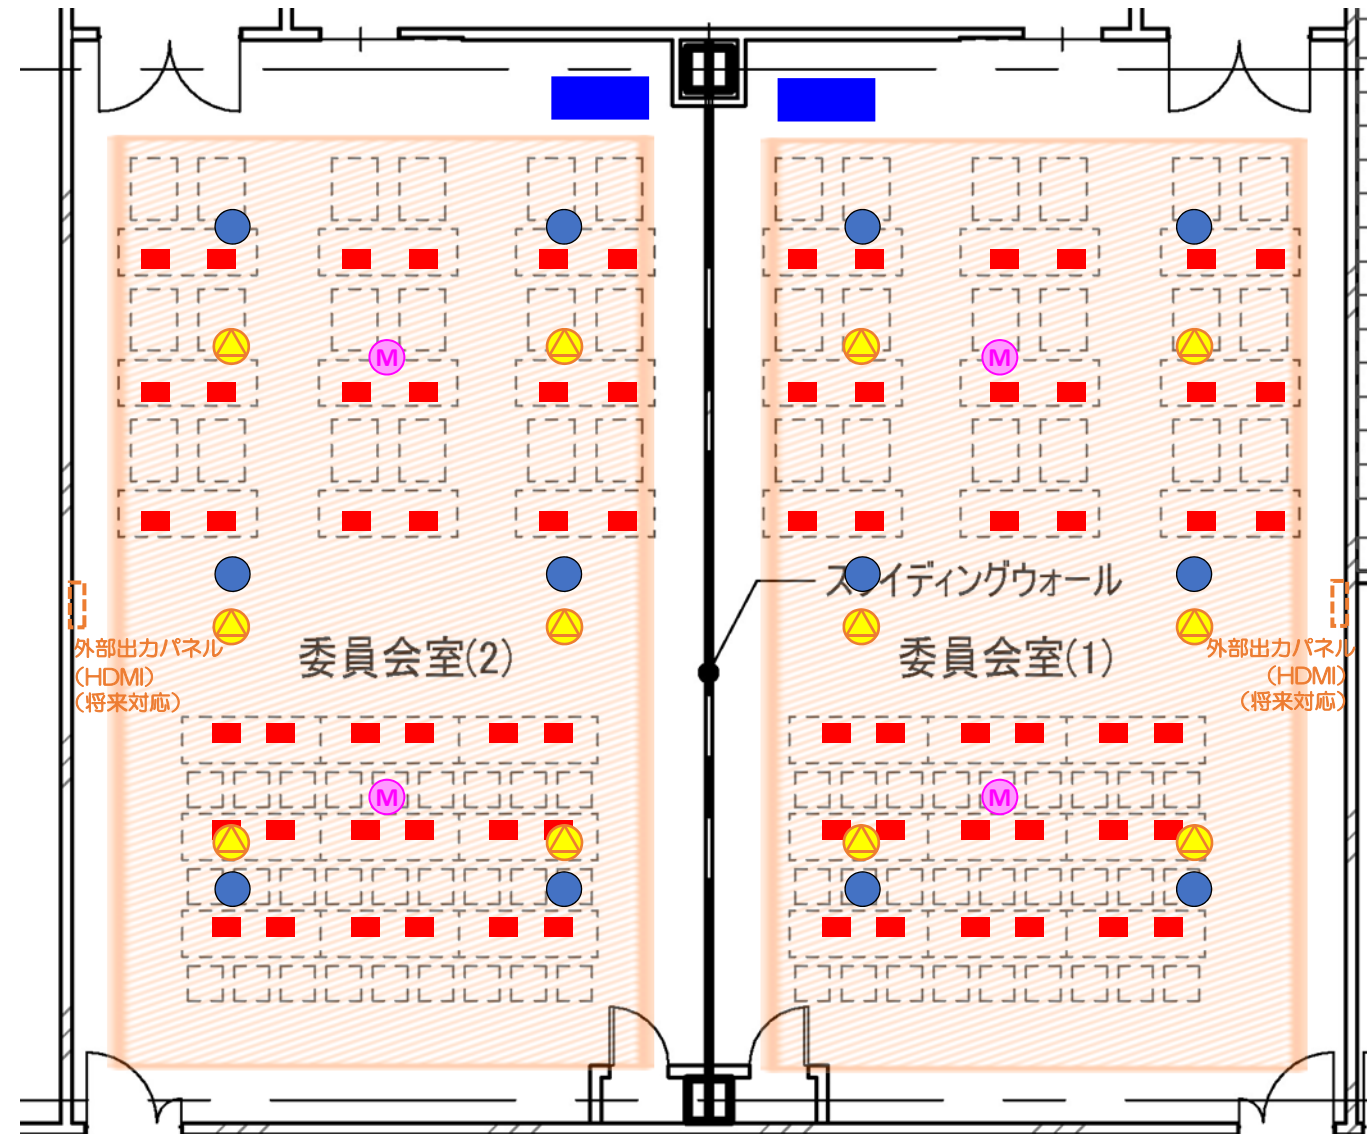 M
M
スライディングウォール
外部出力パネル
(HDMI)
(将来対応)
委員会室(2)
委員会室(1)
外部出力パネル
(HDMI)
(将来対応)
M
M